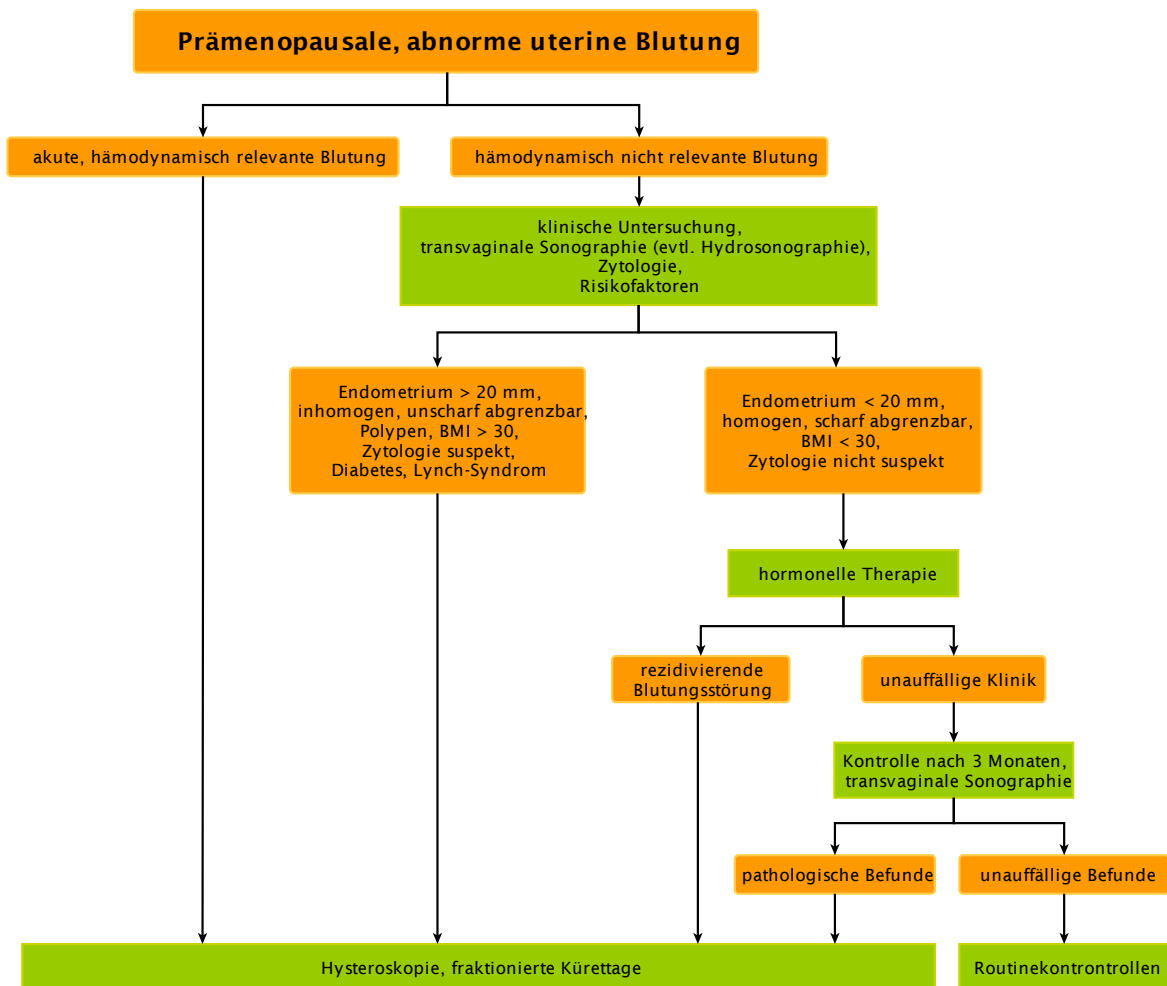 Prämenopausale, abnorme uterine Blutung
akute, hämodynamisch relevante Blutung
hämodynamisch nicht relevante Blutung
klinische Untersuchung,
transvaginale Sonographie (evtl. Hydrosonographie),
Zytologie,
Risikofaktoren
Endometrium > 20 mm,
inhomogen, unscharf abgrenzbar,
Polypen, BMI > 30,
Zytologie suspekt,
Diabetes, Lynch-Syndrom
Endometrium < 20 mm,
homogen, scharf abgrenzbar,
BMI < 30,
Zytologie nicht suspekt
hormonelle Therapie
rezidivierende
Blutungsstörung
unauffällige Klinik
Kontrolle nach 3 Monaten,
transvaginale Sonographie
pathologische Befunde
unauffällige Befunde
Hysteroskopie, fraktionierte Kürettage
Routinekontrontrollen